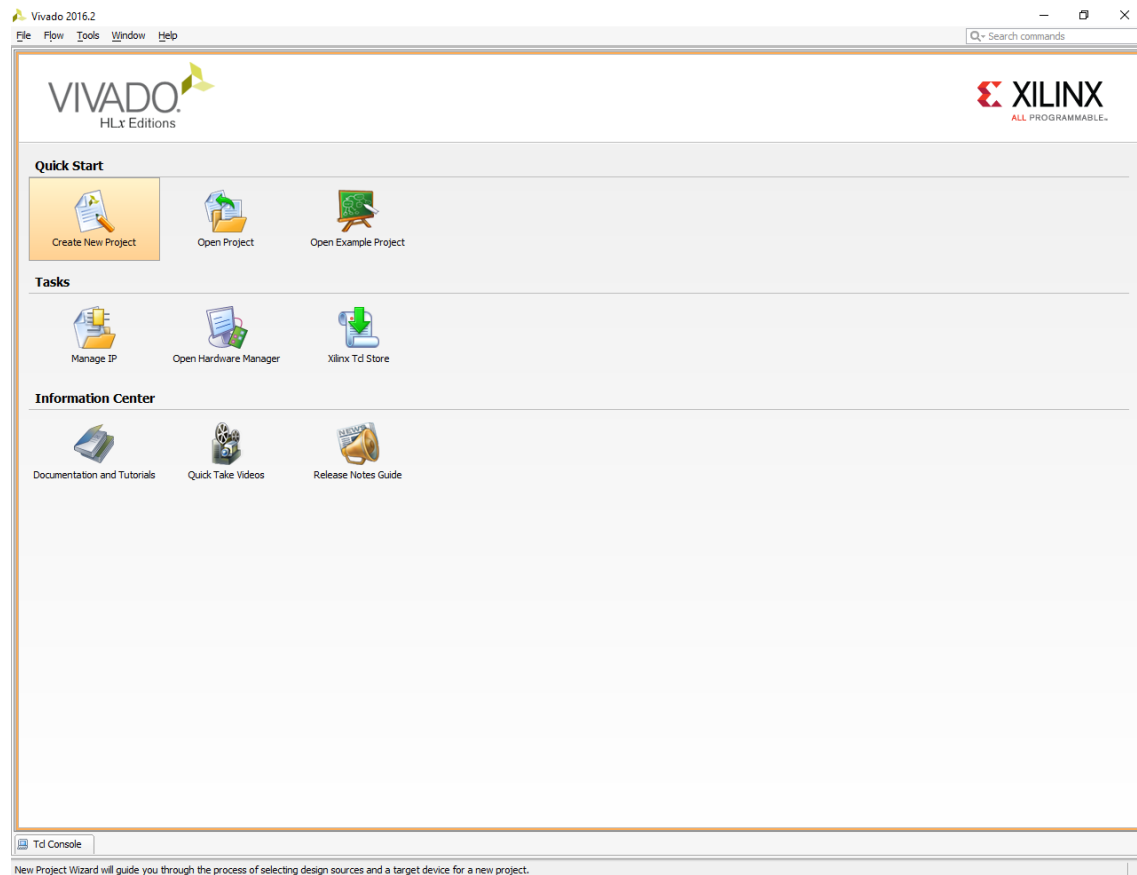 Vivado 2016.2
File Flow Tools Window Help
Search commands
VIVADO.
HLx Editions
XILINX
ALL PROGRAMMABLE.
Quick Start
Create New Project
Open Project
Open Example Project
Tasks
Manage IP
Open Hardware Manager
Xilinx Tcl Store
Information Center
NEWS
Documentation and Tutorials
Quick Take Videos
Release Notes Guide
Tcl Console
New Project Wizard will guide you through the process of selecting design sources and a target device for a new project.